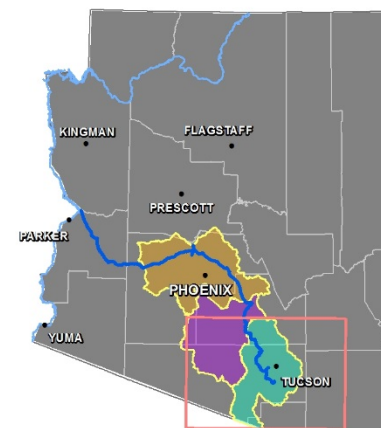 KINGMAN
FLAGSTAFF
PRESCOTT
PARKER
PHOENIX
YUMA
TUCSON